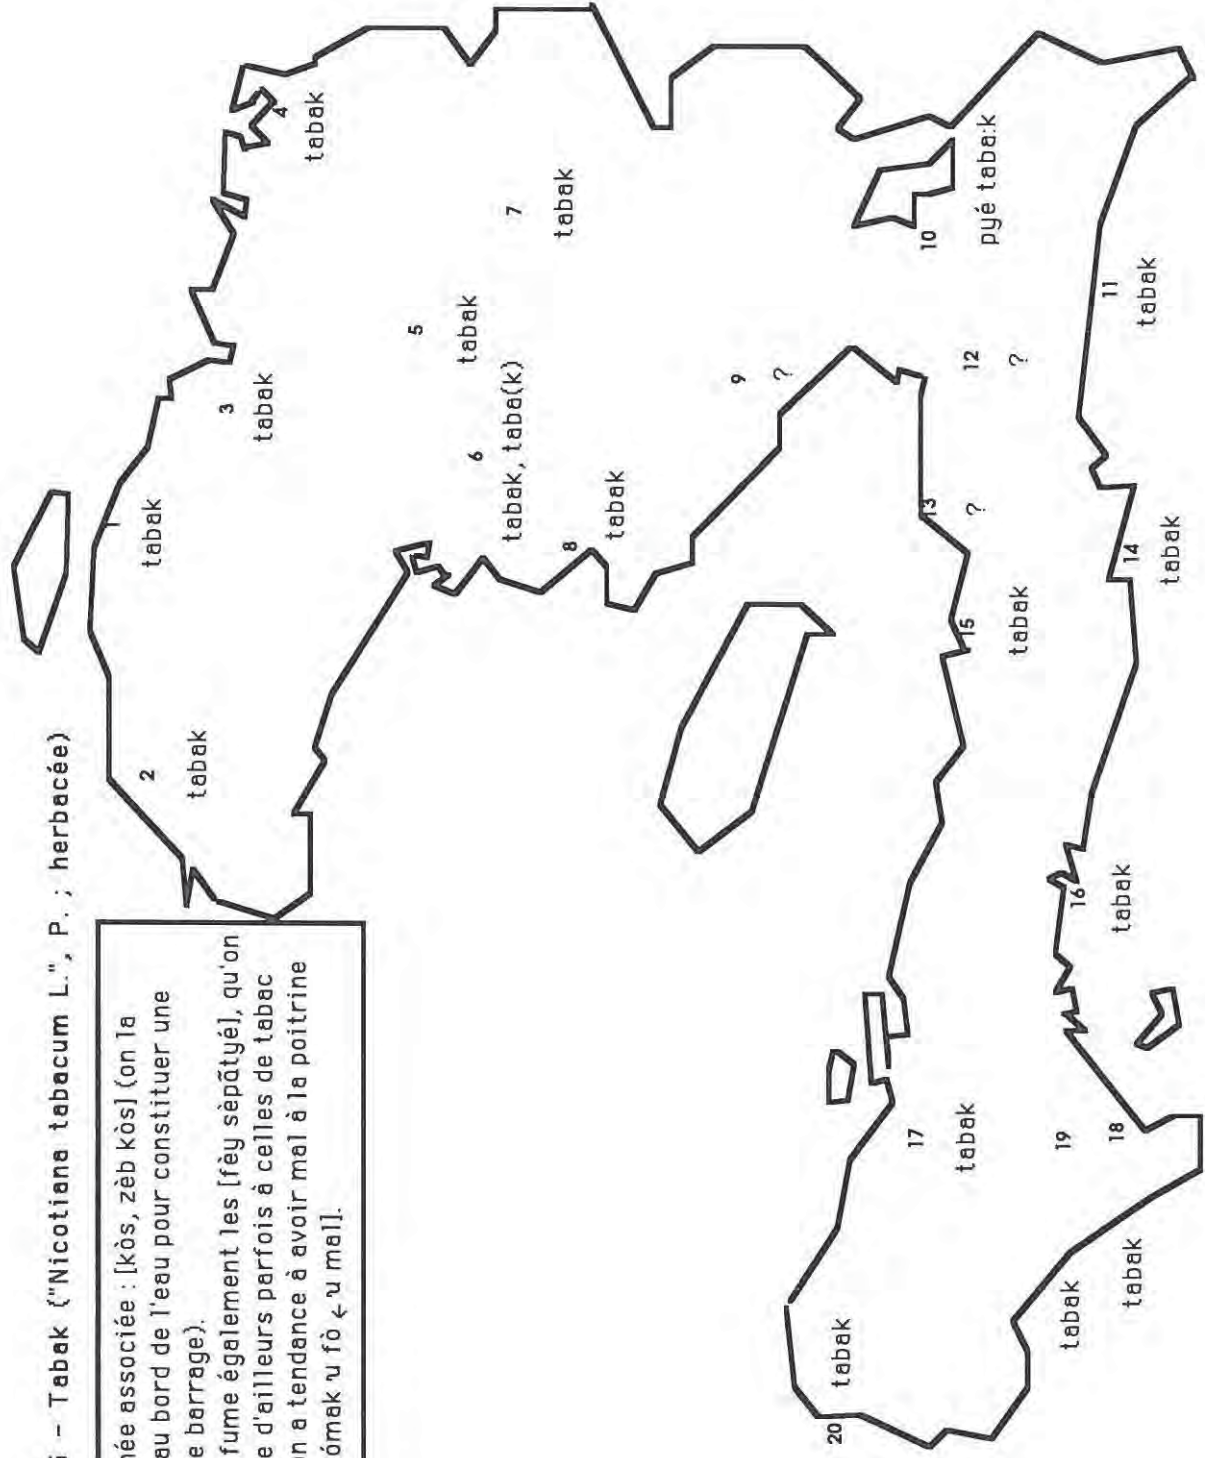 – Tabak ("Nicotiana tabacum L.", P. ; herbacée)
née associée : [kòs, zèb kòs] (on la
au bord de l'eau pour constituer une
e barrage).
fume également les [fèy sèpãtyé], qu'on
e d'ailleurs parfois à celles de tabac
n a tendance à avoir mal à la poitrine
ómak u fò ← u mal].
1
tabak
2
tabak
3
tabak
4
tabak
5
tabak
6
tabak, taba(k)
7
tabak
8
tabak
9
?
10
pyé taba:k
11
tabak
12
?
13
?
14
tabak
15
tabak
16
tabak
17
tabak
18
tabak
19
tabak
20
tabak